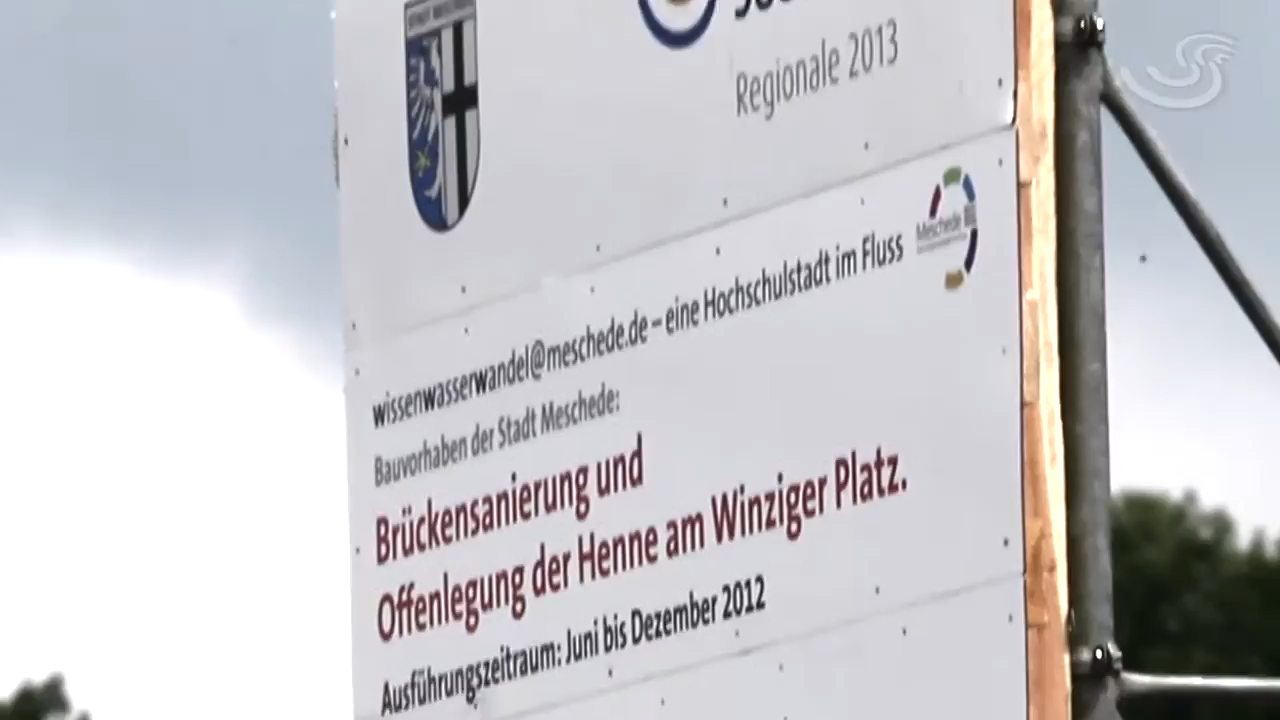 Regionale 2013
Meschede
wissenwasserwandel@meschede.de – eine Hochschulstadt im Fluss
Bauvorhaben der Stadt Meschede:
Brückensanierung und
Offenlegung der Henne am Winziger Platz.
Ausführungszeitraum: Juni bis Dezember 2012